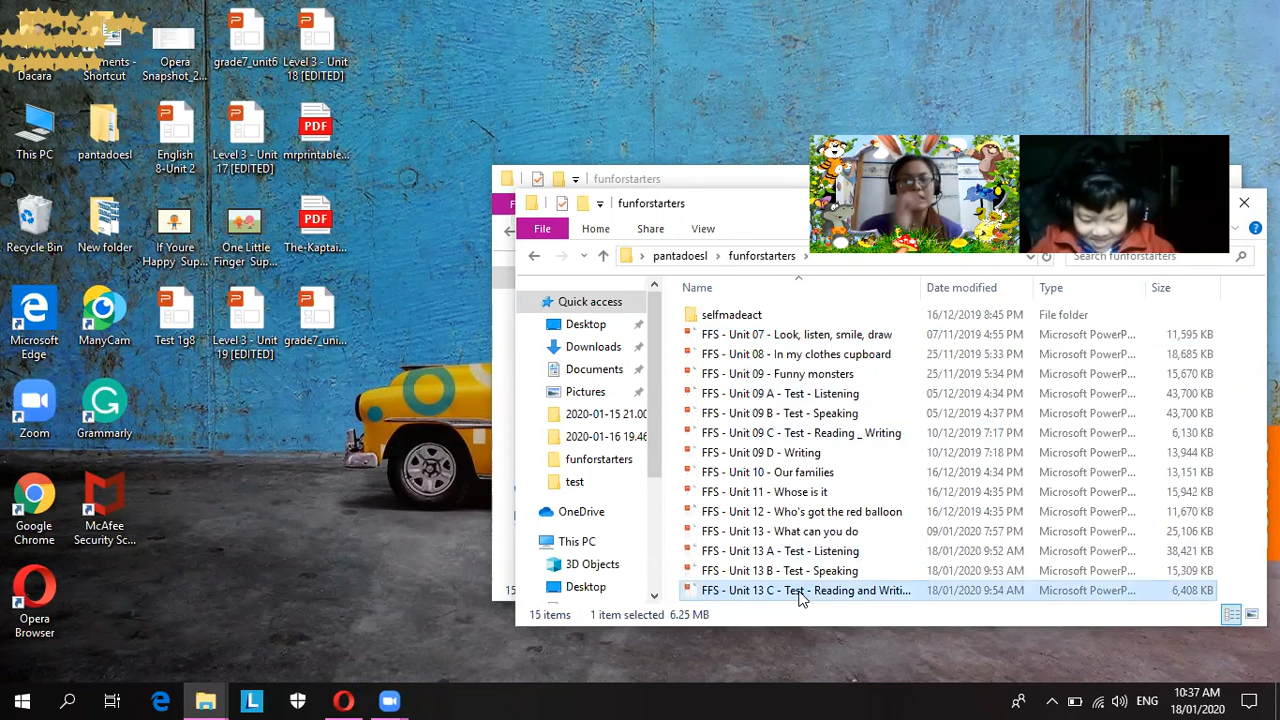 Dacara
ments -
Shortcut
Opera
Snapshot_2...
grade7_unit6
Level 3 - Unit
18 [EDITED]
This PC
pantadoesl
English
8-Unit 2
Level 3 - Unit
17 [EDITED]
PDF
mrprintable...
Recycle Bin
New folder
If Youre
Happy_Sup...
One Little
Finger_Sup...
PDF
The-Kaptai...
Microsoft
Edge
ManyCam
Test 1g8
Level 3 - Unit
19 [EDITED]
grade7_uni...
Zoom
Grammarly
Google
Chrome
McAfee
Security Sc...
Opera
Browser
funforstarters
F
15
funforstarters
File Home Share View
pantadoesl funforstarters
Search funforstarters
Quick access
Desktop
Downloads
Documents
Pictures
2020-01-15 21.00
2020-01-16 19.46
funforstarters
test
OneDrive
This PC
3D Objects
Desktop
Name Date modified Type Size
selfmadeact 16/12/2019 8:45 PM File folder
FFS - Unit 07 - Look, listen, smile, draw 07/11/2019 4:55 PM Microsoft PowerP... 11,595 KB
FFS - Unit 08 - In my clothes cupboard 25/11/2019 5:33 PM Microsoft PowerP... 18,685 KB
FFS - Unit 09 - Funny monsters 25/11/2019 5:34 PM Microsoft PowerP... 15,670 KB
FFS - Unit 09 A - Test - Listening 05/12/2019 4:34 PM Microsoft PowerP... 43,700 KB
FFS - Unit 09 B - Test - Speaking 05/12/2019 4:37 PM Microsoft PowerP... 43,700 KB
FFS - Unit 09 C - Test - Reading _ Writing 10/12/2019 7:17 PM Microsoft PowerP... 6,130 KB
FFS - Unit 09 D - Writing 10/12/2019 7:18 PM Microsoft PowerP... 13,944 KB
FFS - Unit 10 - Our families 16/12/2019 4:34 PM Microsoft PowerP... 13,151 KB
FFS - Unit 11 - Whose is it 16/12/2019 4:35 PM Microsoft PowerP... 15,942 KB
FFS - Unit 12 - Who's got the red balloon 16/12/2019 4:35 PM Microsoft PowerP... 11,670 KB
FFS - Unit 13 - What can you do 09/01/2020 7:57 PM Microsoft PowerP... 25,106 KB
FFS - Unit 13 A - Test - Listening 18/01/2020 9:52 AM Microsoft PowerP... 38,421 KB
FFS - Unit 13 B - Test - Speaking 18/01/2020 9:53 AM Microsoft PowerP... 15,309 KB
FFS - Unit 13 C - Test - Reading and Writi... 18/01/2020 9:54 AM Microsoft PowerP... 6,408 KB
15 items 1 item selected 6.25 MB
L
ENG
10:37 AM
18/01/2020